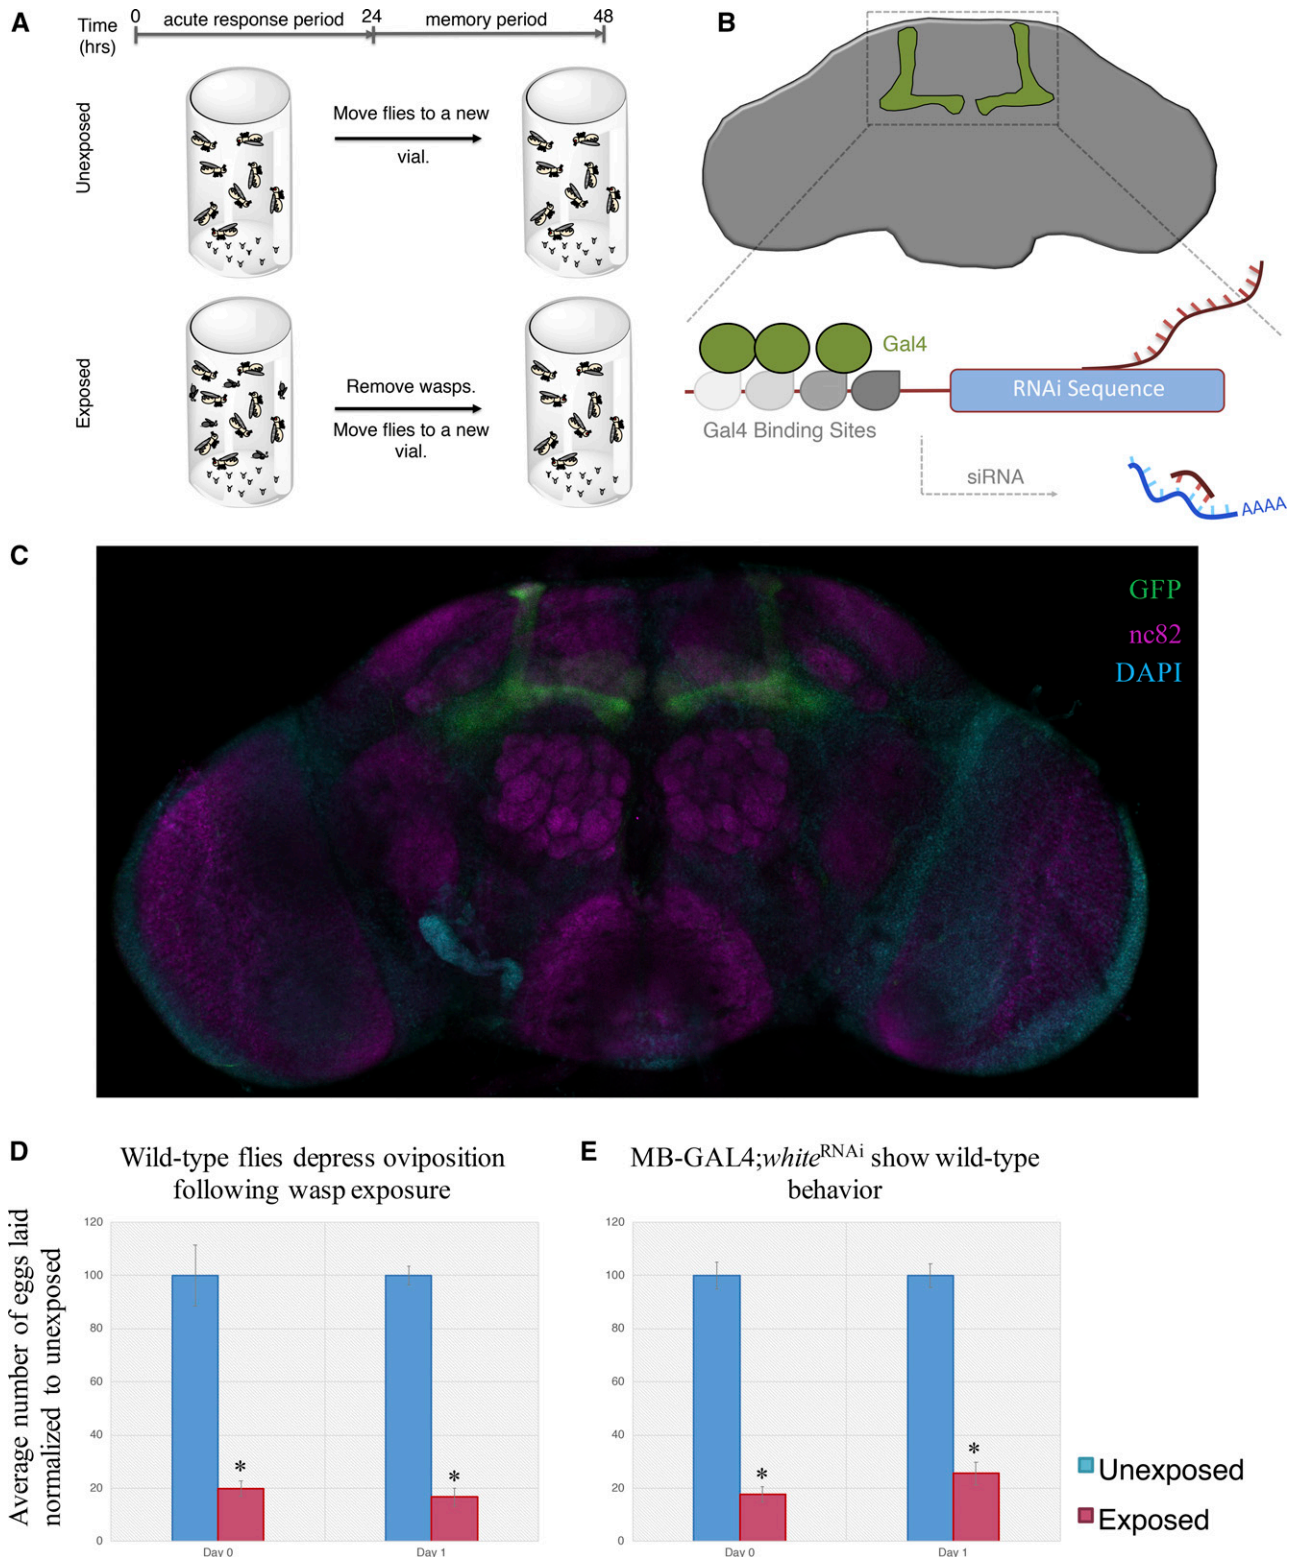 A
Time
(hrs)
0 acute response period 24 memory period 48
Unexposed
Move flies to a new
vial.
Exposed
Remove wasps.
Move flies to a new
vial.
B
Gal4
RNAi Sequence
Gal4 Binding Sites
siRNA
AAAA
C
GFP
nc82
DAPI
D
Wild-type flies depress oviposition
following wasp exposure
Average number of eggs laid
normalized to unexposed
120
100
80
60
40
20
0
*
*
Day 0 Day 1
E
MB-GAL4;white^RNAi show wild-type
behavior
120
100
80
60
40
20
0
*
*
Day 0 Day 1
Unexposed
Exposed